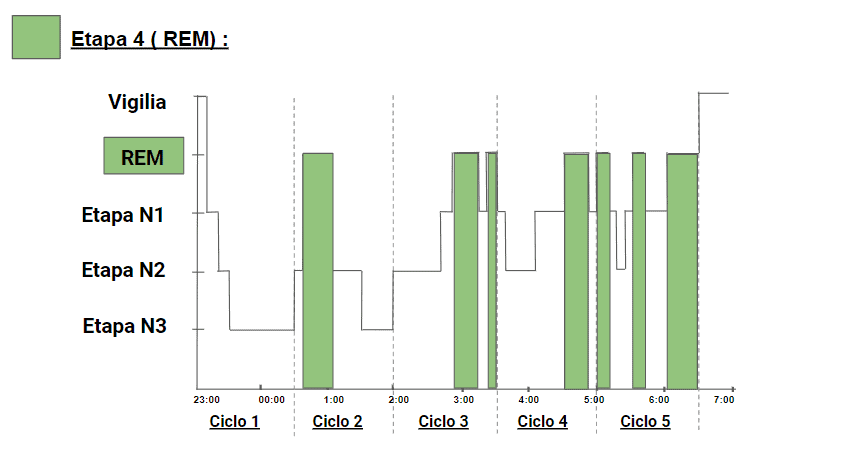 Etapa 4 ( REM) :
Vigilia
REM
Etapa N1
Etapa N2
Etapa N3
23:00 00:00 1:00 2:00 3:00 4:00 5:00 6:00 7:00
Ciclo 1 Ciclo 2 Ciclo 3 Ciclo 4 Ciclo 5